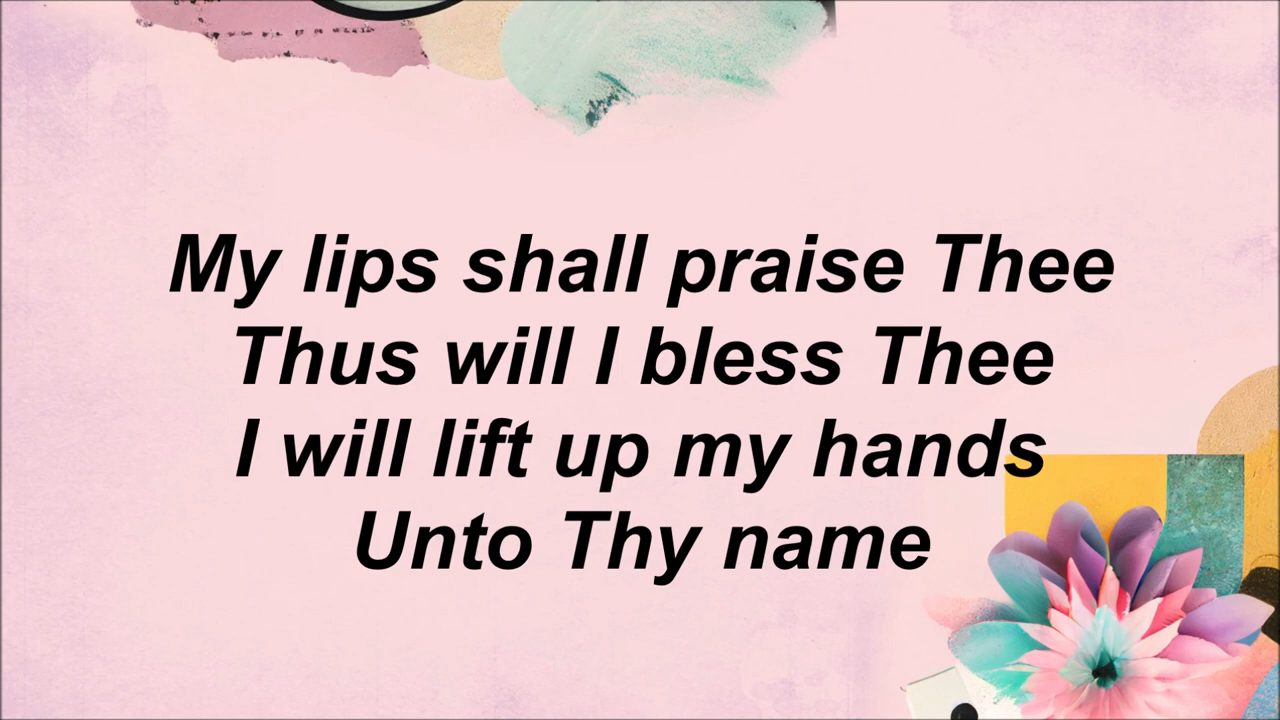 My lips shall praise Thee
Thus will I bless Thee
I will lift up my hands
Unto Thy name